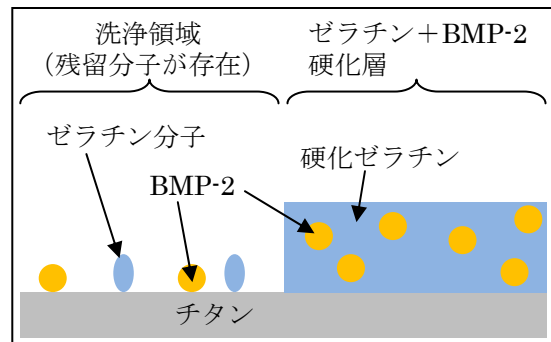 洗浄領域
（残留分子が存在）
ゼラチン＋BMP-2
硬化層
ゼラチン分子
硬化ゼラチン
BMP-2
チタン